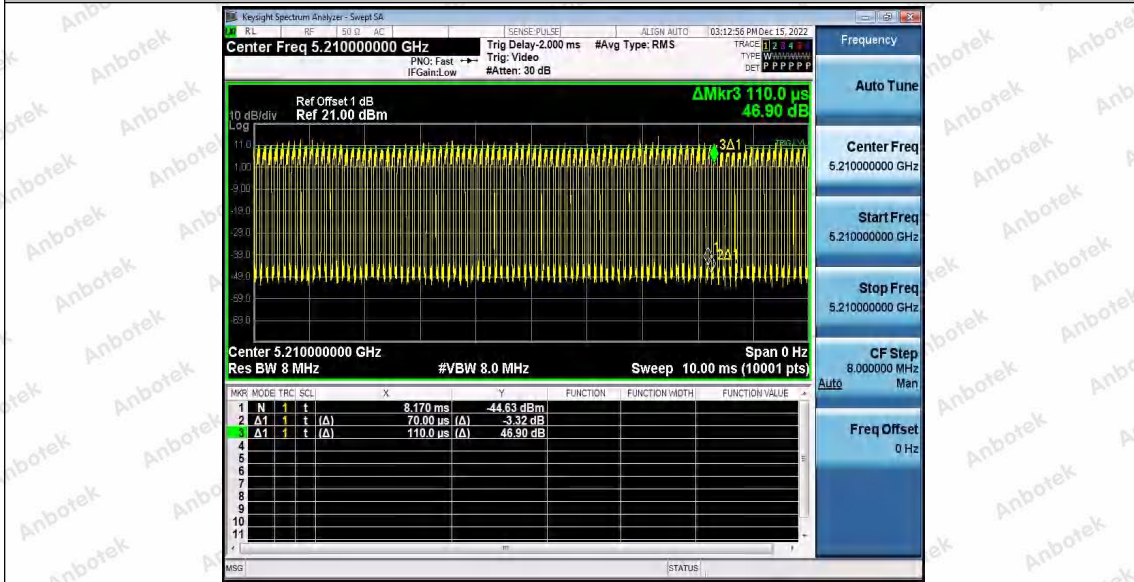 Keysight Spectrum Analyzer - Swept SA
RL RF 50 Ω AC SENSE:PULSE ALIGN AUTO 03:12:56 PM Dec 15, 2022
Center Freq 5.210000000 GHz
PNO: Fast
IFGain:Low
Trig Delay-2.000 ms
Trig: Video
#Atten: 30 dB
#Avg Type: RMS
TRACE 1 2 3 4 5 6
TYPE WWWWWW
DET P P P P P P
Ref Offset 1 dB
10 dB/div Ref 21.00 dBm
Log
ΔMkr3 110.0 µs
46.90 dB
11.0
1.00
-9.00
-19.0
-29.0
-39.0
-49.0
-59.0
-69.0
3Δ1
1
2Δ1
Center 5.210000000 GHz Span 0 Hz
Res BW 8 MHz #VBW 8.0 MHz Sweep 10.00 ms (10001 pts)
MKR MODE TRC SCL X Y FUNCTION FUNCTION WIDTH FUNCTION VALUE
1 N 1 t 8.170 ms -44.63 dBm
2 Δ1 1 t (Δ) 70.00 µs (Δ) -3.32 dB
3 Δ1 1 t (Δ) 110.0 µs (Δ) 46.90 dB
4
5
6
7
8
9
10
11
MSG STATUS
Frequency
Auto Tune
Center Freq
5.210000000 GHz
Start Freq
5.210000000 GHz
Stop Freq
5.210000000 GHz
CF Step
8.000000 MHz
Auto Man
Freq Offset
0 Hz
Anbotek